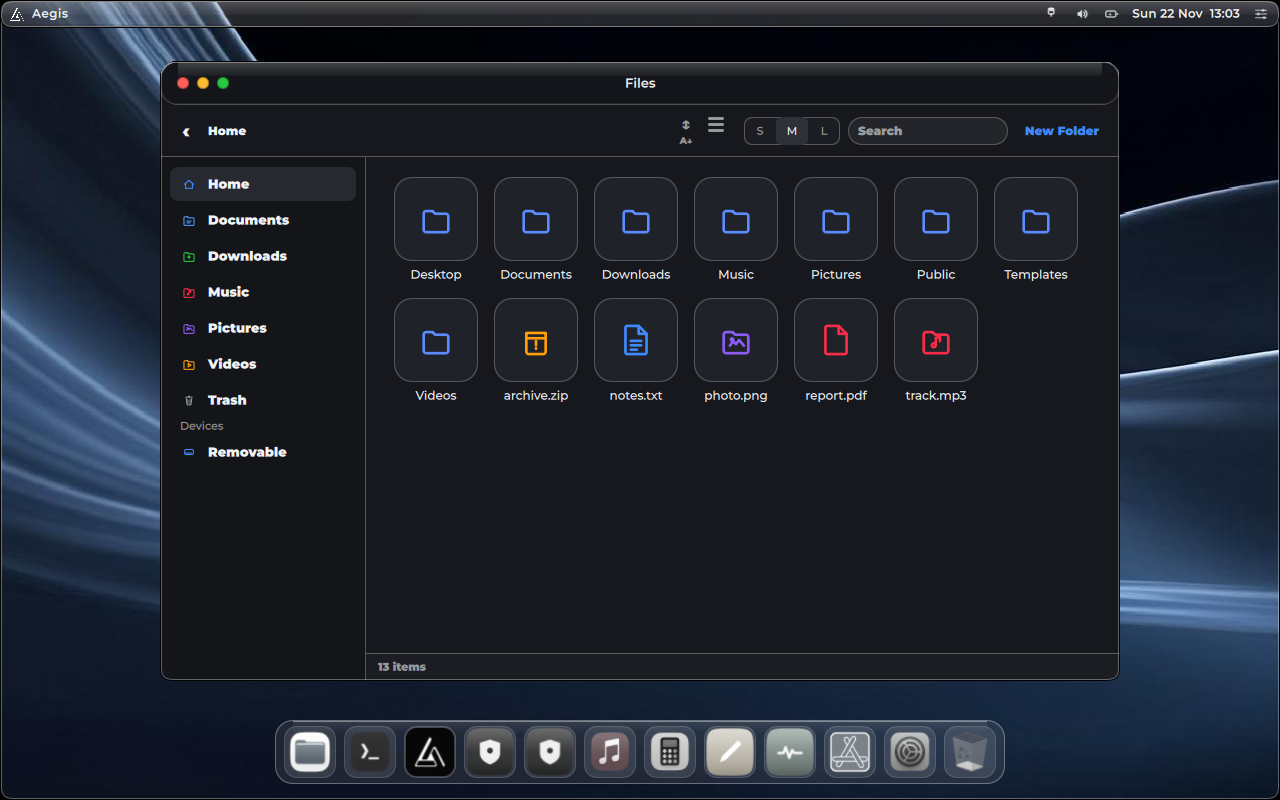 Aegis
Sun 22 Nov 13:03
Files
Home
A
S M L
Search
New Folder
Home
Documents
Downloads
Music
Pictures
Videos
Trash
Devices
Removable
Desktop Documents Downloads Music Pictures Public Templates
Videos archive.zip notes.txt photo.png report.pdf track.mp3
13 items